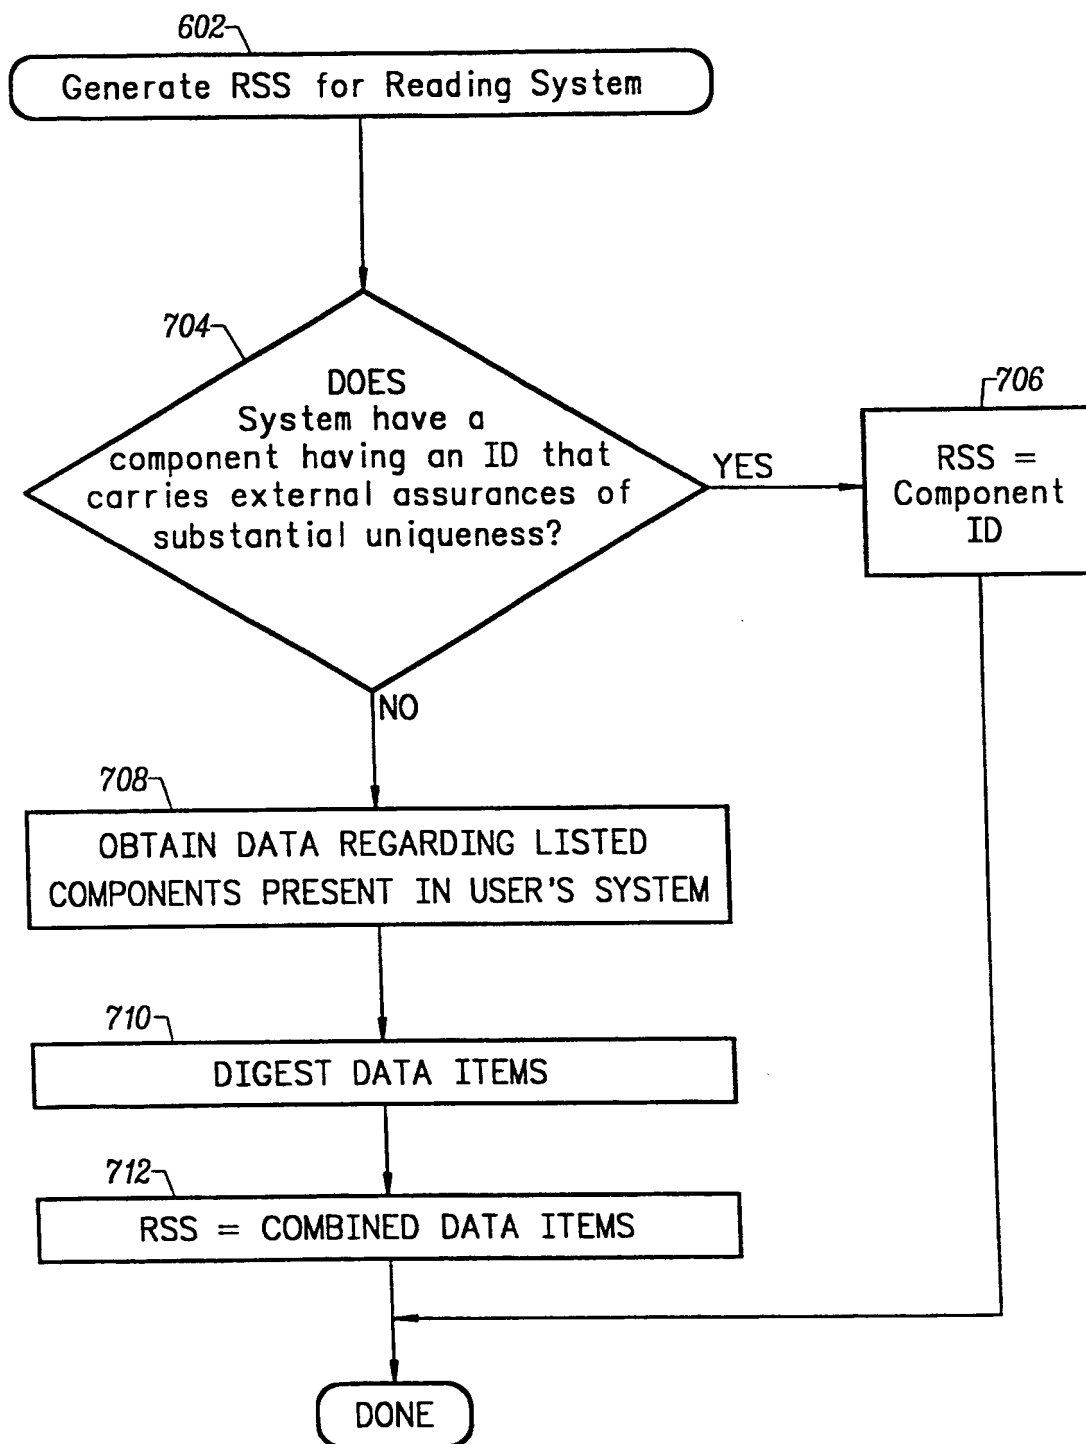 602
Generate RSS for Reading System
704
DOES
System have a
component having an ID that
carries external assurances of
substantial uniqueness?
YES
706
RSS =
Component
ID
NO
708
OBTAIN DATA REGARDING LISTED
COMPONENTS PRESENT IN USER'S SYSTEM
710
DIGEST DATA ITEMS
712
RSS = COMBINED DATA ITEMS
DONE